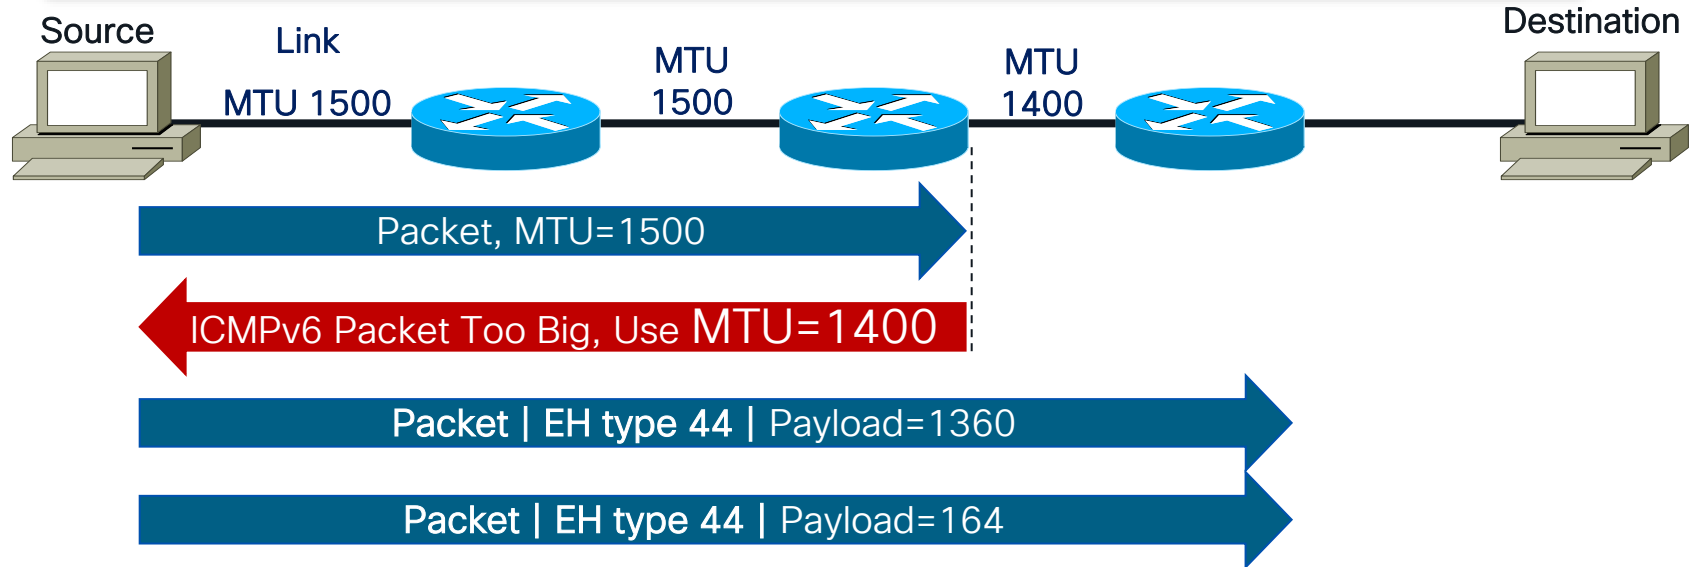 Source
Link
MTU 1500
MTU
1500
MTU
1400
Destination
Packet, MTU=1500
ICMPv6 Packet Too Big, Use MTU=1400
Packet | EH type 44 | Payload=1360
Packet | EH type 44 | Payload=164